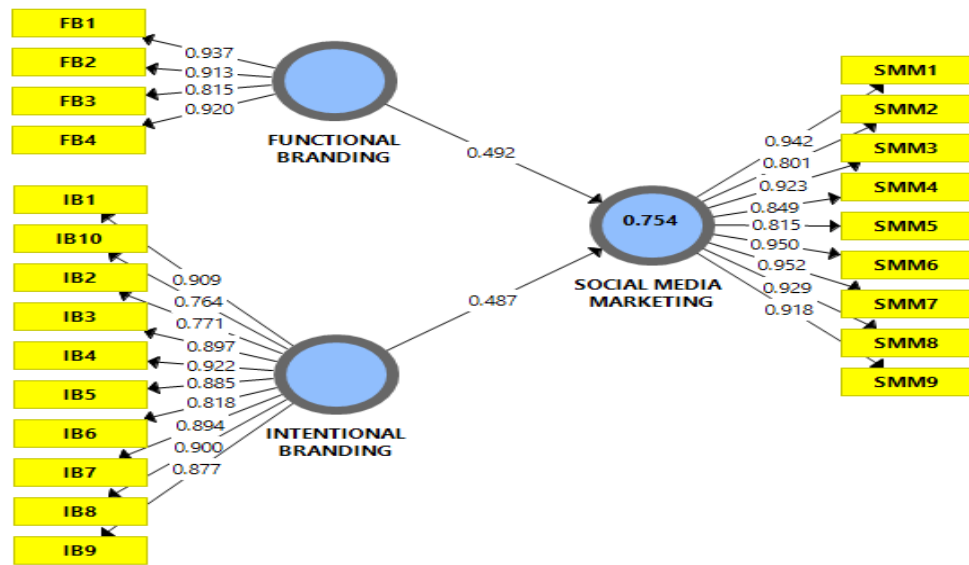 FB1
FB2
FB3
FB4
0.937
0.913
0.815
0.920
FUNCTIONAL
BRANDING
0.492
IB1
IB10
IB2
IB3
IB4
IB5
IB6
IB7
IB8
IB9
0.909
0.764
0.771
0.897
0.922
0.885
0.818
0.894
0.900
0.877
INTENTIONAL
BRANDING
0.487
0.754
SOCIAL MEDIA
MARKETING
0.942
0.801
0.923
0.849
0.815
0.950
0.952
0.929
0.918
SMM1
SMM2
SMM3
SMM4
SMM5
SMM6
SMM7
SMM8
SMM9